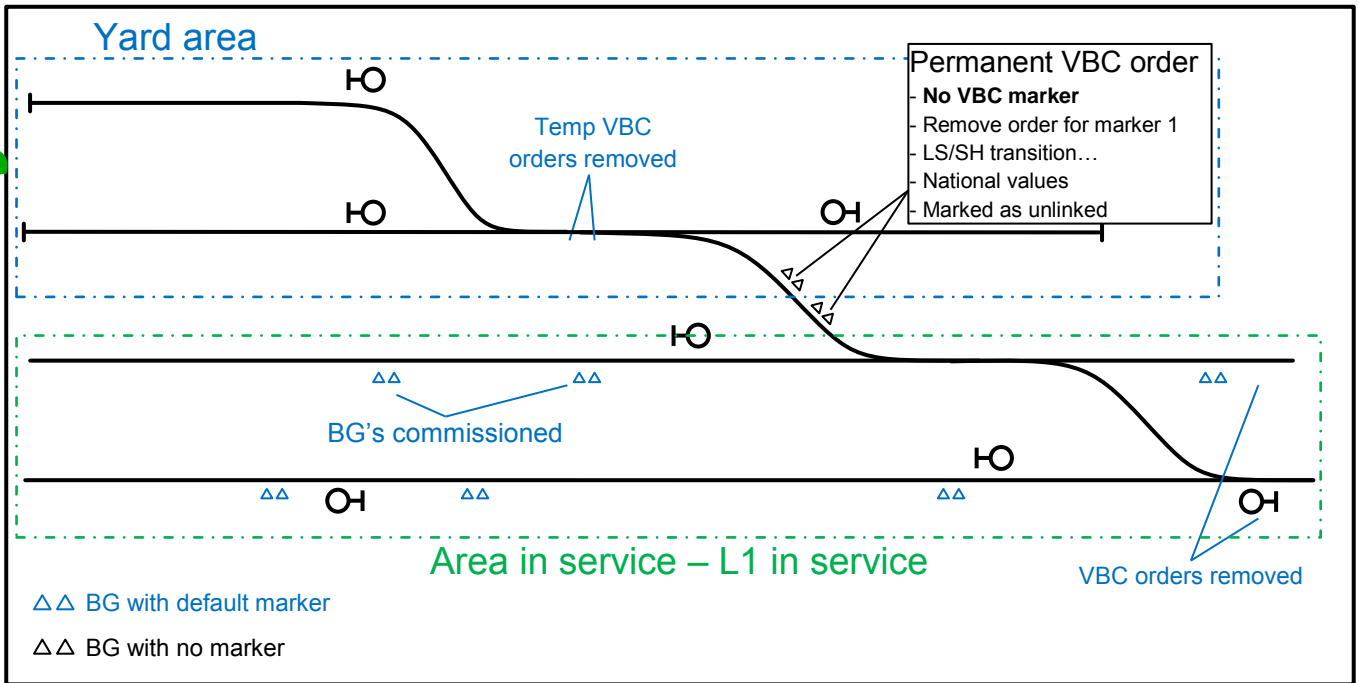 Yard area
Permanent VBC order
- No VBC marker
- Remove order for marker 1
- LS/SH transition…
- National values
- Marked as unlinked
Temp VBC
orders removed
BG's commissioned
Area in service – L1 in service
VBC orders removed
BG with default marker
BG with no marker